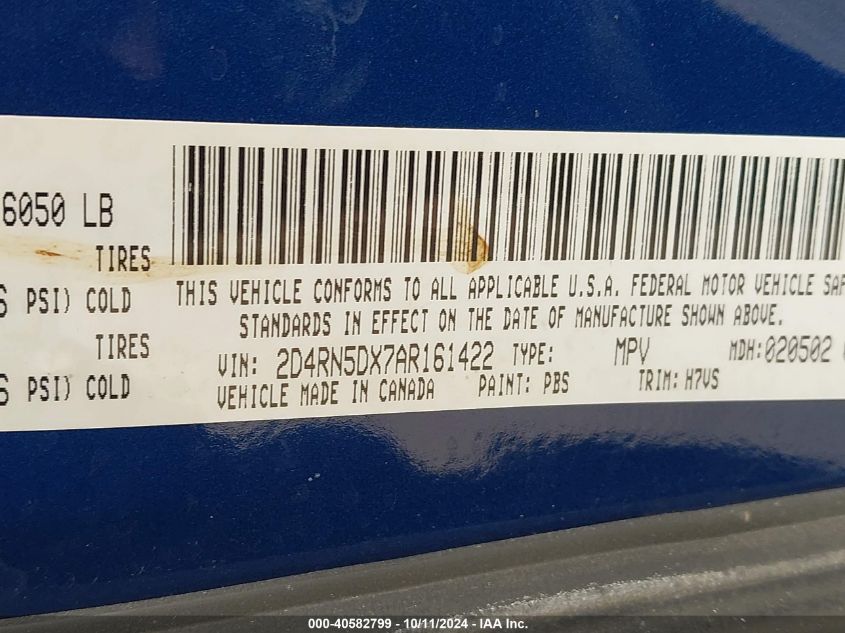 6050 LB
TIRES
PSI) COLD
PSI) COLD
THIS VEHICLE CONFORMS TO ALL APPLICABLE U.S.A. FEDERAL MOTOR VEHICLE SAF
STANDARDS IN EFFECT ON THE DATE OF MANUFACTURE SHOWN ABOVE.
VIN: 2D4RN5DX7AR161422 TYPE: MPV MDH:020502
VEHICLE MADE IN CANADA PAINT: PBS TRIM: H7VS
TIRES
000-40582799 - 10/11/2024 - IAA Inc.